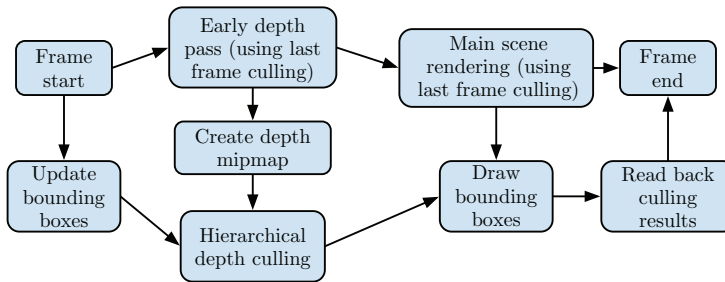 Frame
start
Early depth
pass (using last
frame culling)
Main scene
rendering (using
last frame culling)
Frame
end
Create depth
mipmap
Update
bounding
boxes
Hierarchical
depth culling
Draw
bounding
boxes
Read back
culling
results